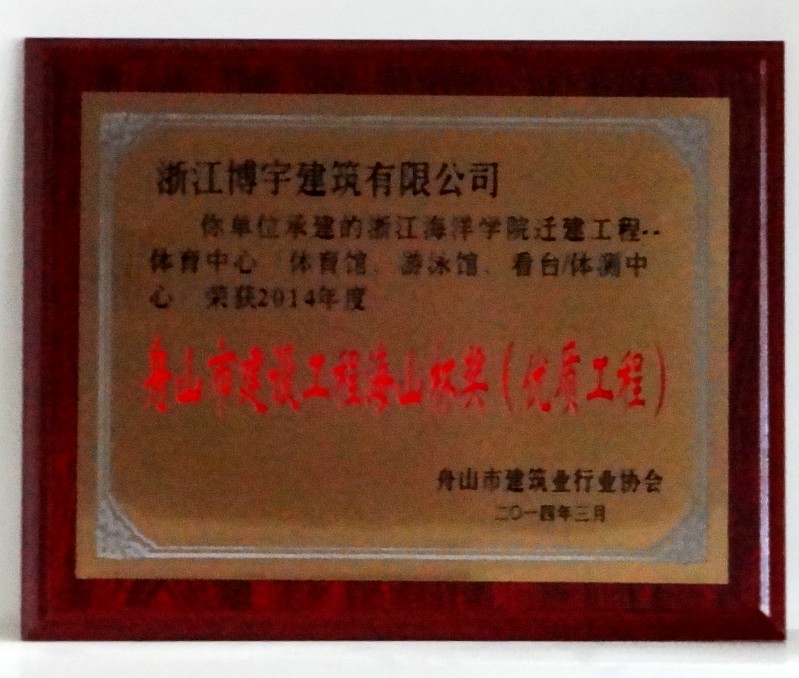 浙江博宇建筑有限公司
你单位承建的浙江海洋学院迁建工程--
体育中心（体育馆、游泳馆、看台/体测中
心）荣获2014年度
舟山市建设工程海山杯奖（优质工程）
舟山市建筑业行业协会
二〇一四年三月